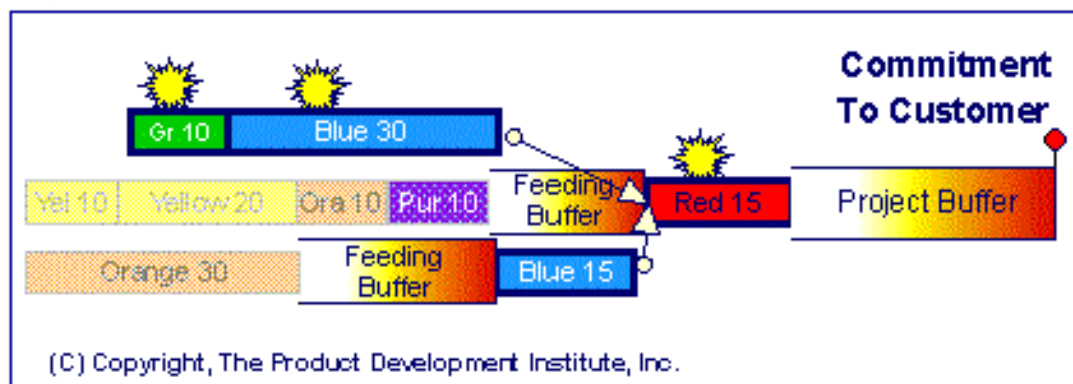 Commitment
To Customer
Gr 10
Blue 30
Yel 10
Yellow 20
Ora 10
Pur 10
Feeding
Buffer
Red 15
Project Buffer
Orange 30
Feeding
Buffer
Blue 15
(C) Copyright, The Product Development Institute, Inc.